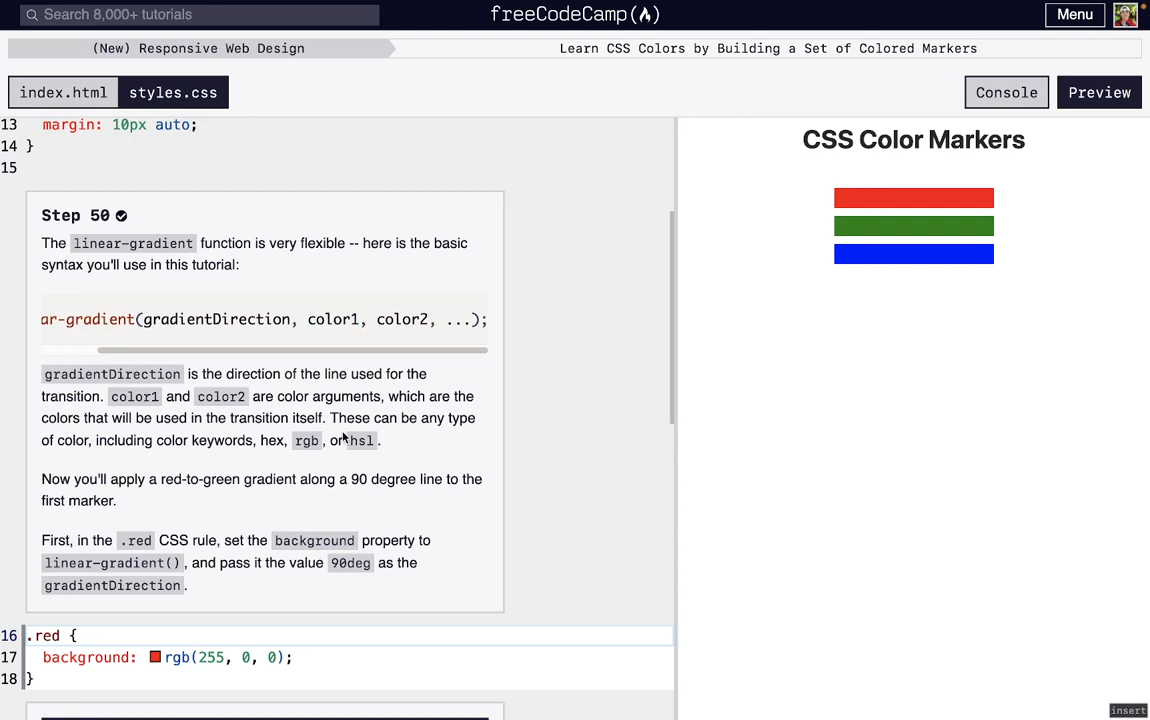 Search 8,000+ tutorials
freeCodeCamp
Menu
(New) Responsive Web Design
Learn CSS Colors by Building a Set of Colored Markers
index.html
styles.css
Console
Preview
13 margin: 10px auto;
14 }
15
Step 50
The linear-gradient function is very flexible -- here is the basic
syntax you'll use in this tutorial:
ar-gradient(gradientDirection, color1, color2, ...);
gradientDirection is the direction of the line used for the
transition. color1 and color2 are color arguments, which are the
colors that will be used in the transition itself. These can be any type
of color, including color keywords, hex, rgb, or hsl.
Now you'll apply a red-to-green gradient along a 90 degree line to the
first marker.
First, in the .red CSS rule, set the background property to
linear-gradient(), and pass it the value 90deg as the
gradientDirection.
16 .red {
17 background: rgb(255, 0, 0);
18 }
CSS Color Markers
insert